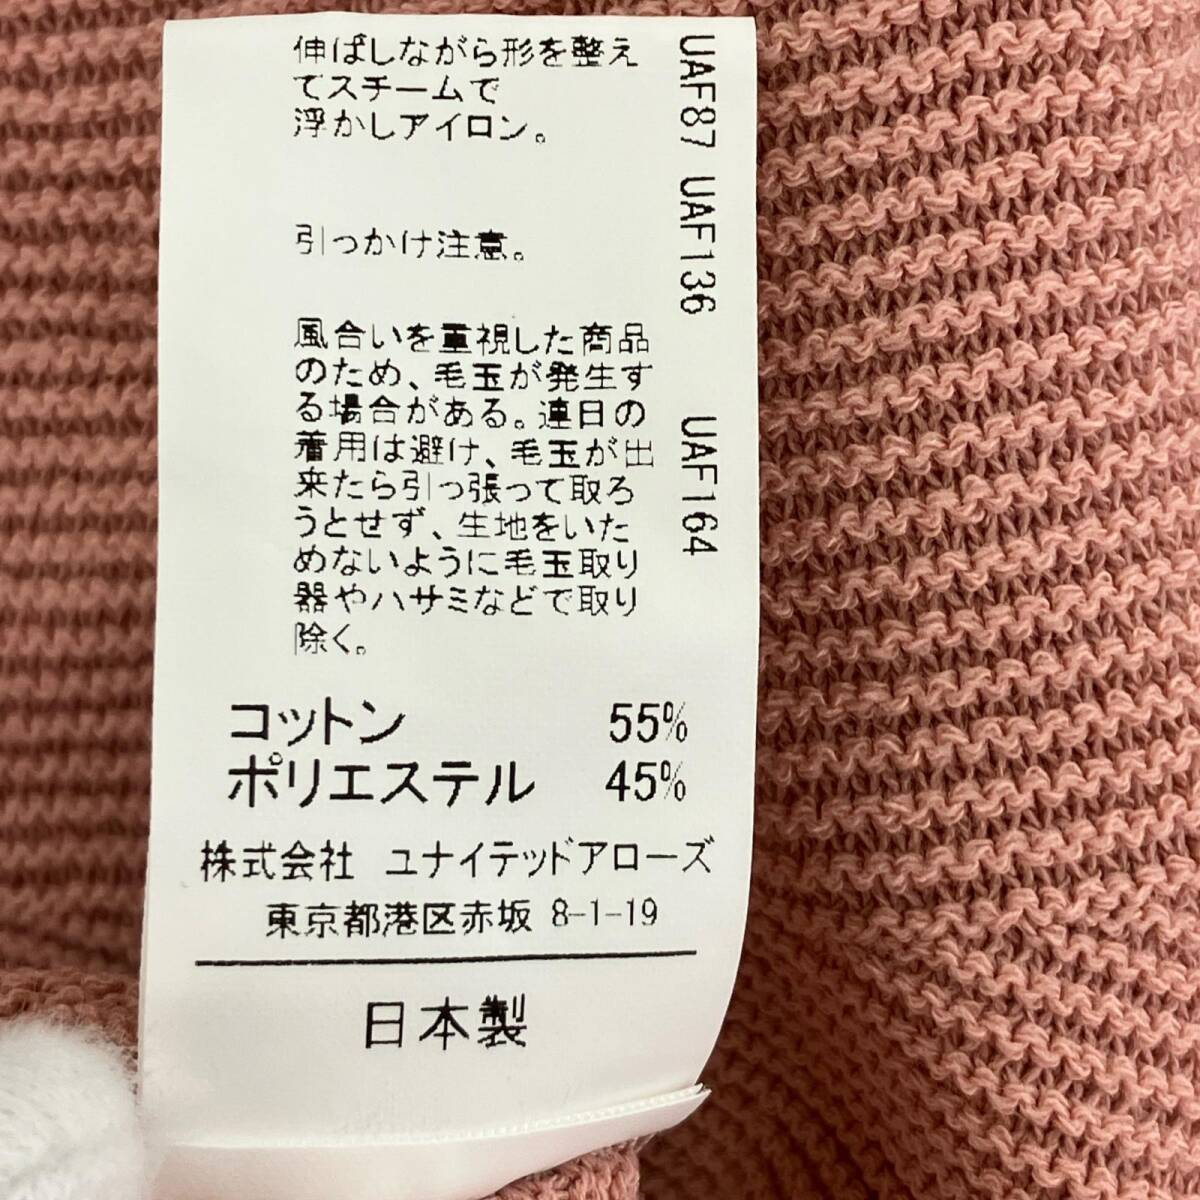 伸ばしながら形を整え
てスチームで
浮かしアイロン。
引っかけ注意。
風合いを重視した商品
のため、毛玉が発生す
る場合がある。連日の
着用は避け、毛玉が出
来たら引っ張って取ろ
うとせず、生地をいた
めないように毛玉取り
器やハサミなどで取り
除く。
UAF87 UAF136 UAF164
コットン 55%
ポリエステル 45%
株式会社 ユナイテッドアローズ
東京都港区赤坂 8-1-19
日本製